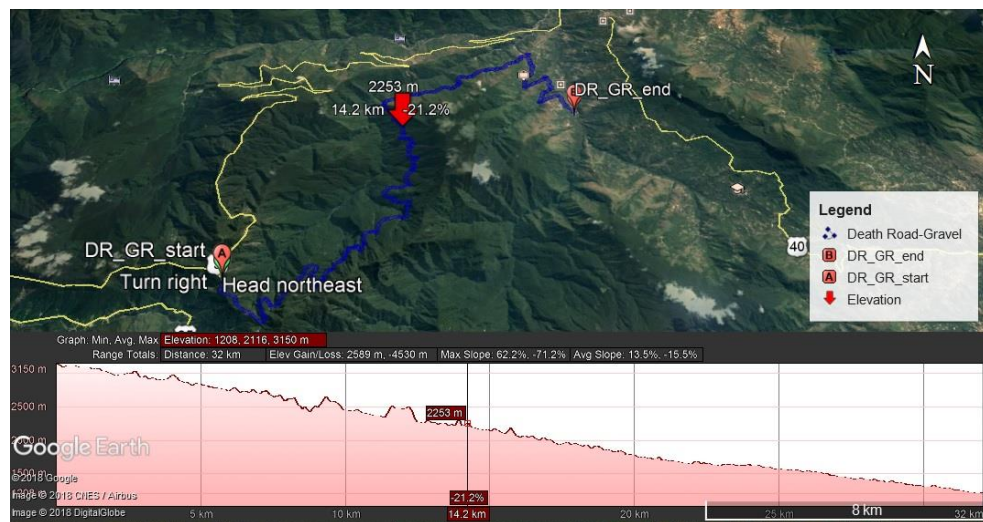 2253 m
14.2 km -21.2%
DR_GR_end
N
DR_GR_start
A
Turn right
Head northeast
40
Legend
Death Road-Gravel
B DR_GR_end
A DR_GR_start
Elevation
Graph: Min, Avg, Max Elevation: 1208, 2116, 3150 m
Range Totals: Distance: 32 km Elev Gain/Loss: 2589 m, -4530 m Max Slope: 62.2%, -71.2% Avg Slope: 13.5%, -15.5%
3150 m
2500 m
2253 m
Google Earth
1500 m
© 2018 Google
Image © 2018 CNES / Airbus
Image © 2018 DigitalGlobe
-21.2%
5 km 10 km 14.2 km 20 km 25 km 32 km
8 km